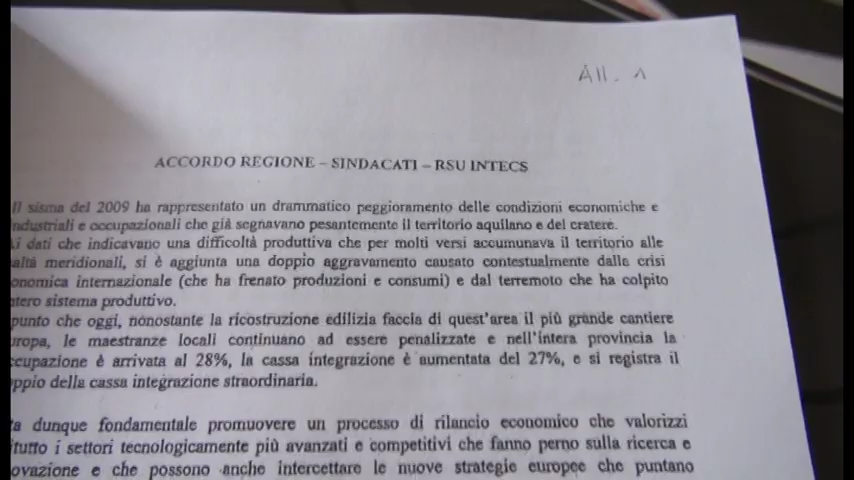 All. 1
ACCORDO REGIONE – SINDACATI – RSU INTECS
Il sisma del 2009 ha rappresentato un drammatico peggioramento delle condizioni economiche e
ndustriali e occupazionali che già segnavano pesantemente il territorio aquilano e del cratere.
i dati che indicavano una difficoltà produttiva che per molti versi accumunava il territorio alle
altà meridionali, si è aggiunta una doppio aggravamento causato contestualmente dalle crisi
onomica internazionale (che ha frenato produzioni e consumi) e dal terremoto che ha colpito
tero sistema produttivo.
punto che oggi, nonostante la ricostruzione edilizia faccia di quest'area il più grande cantiere
ropa, le maestranze locali continuano ad essere penalizzate e nell'intera provincia la
cupazione è arrivata al 28%, la cassa integrazione è aumentata del 27%, e si registra il
ppio della cassa integrazione straordinaria.
a dunque fondamentale promuovere un processo di rilancio economico che valorizzi
tutto i settori tecnologicamente più avanzati e competitivi che fanno perno sulla ricerca e
ovazione e che possono anche intercettare le nuove strategie europee che puntano